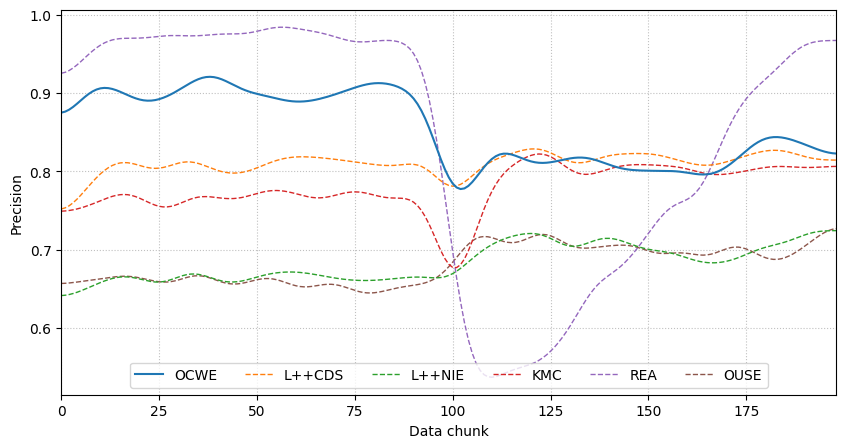 1.0
0.9
0.8
0.7
0.6
Precision
0 25 50 75 100 125 150 175
Data chunk
OCWE L++CDS L++NIE KMC REA OUSE